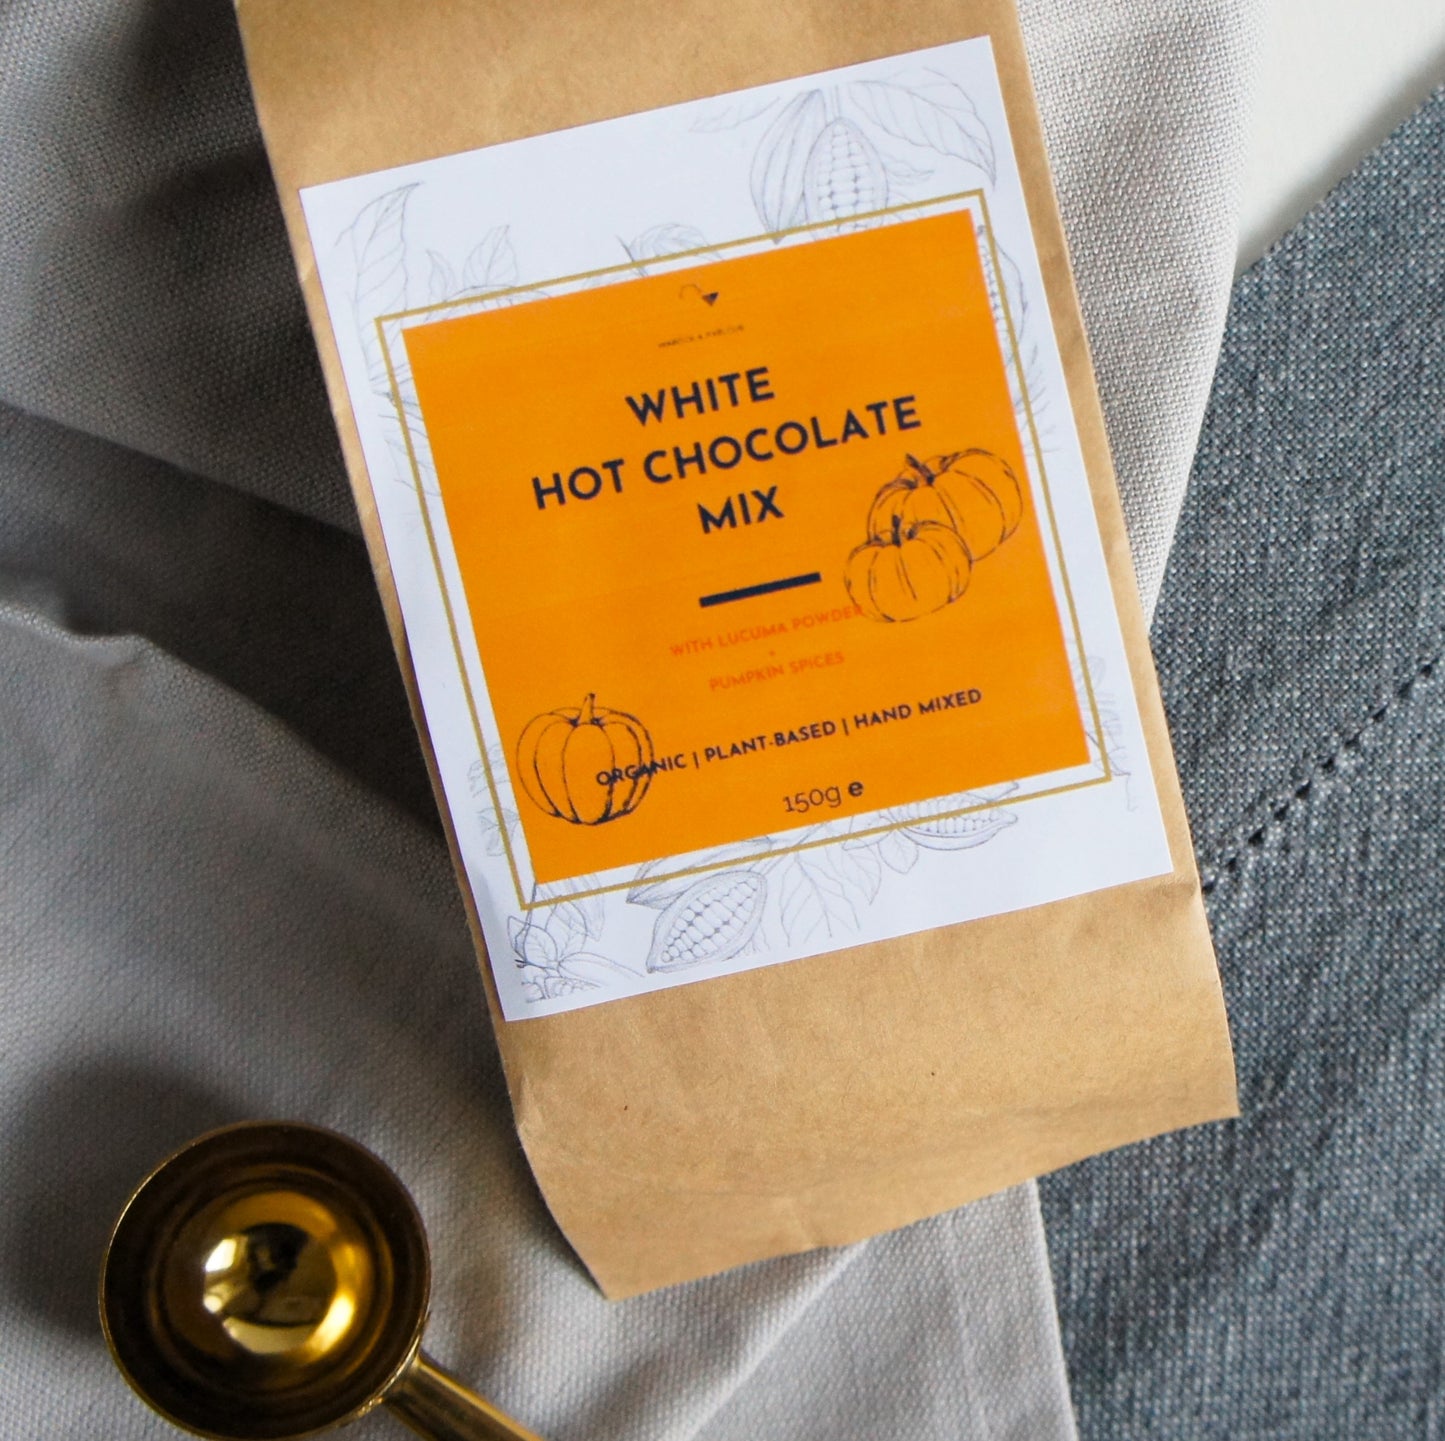 WHITE
HOT CHOCOLATE
MIX
WITH LUCUMA POWDER
+
PUMPKIN SPICES
ORGANIC | PLANT-BASED | HAND MIXED
150g e